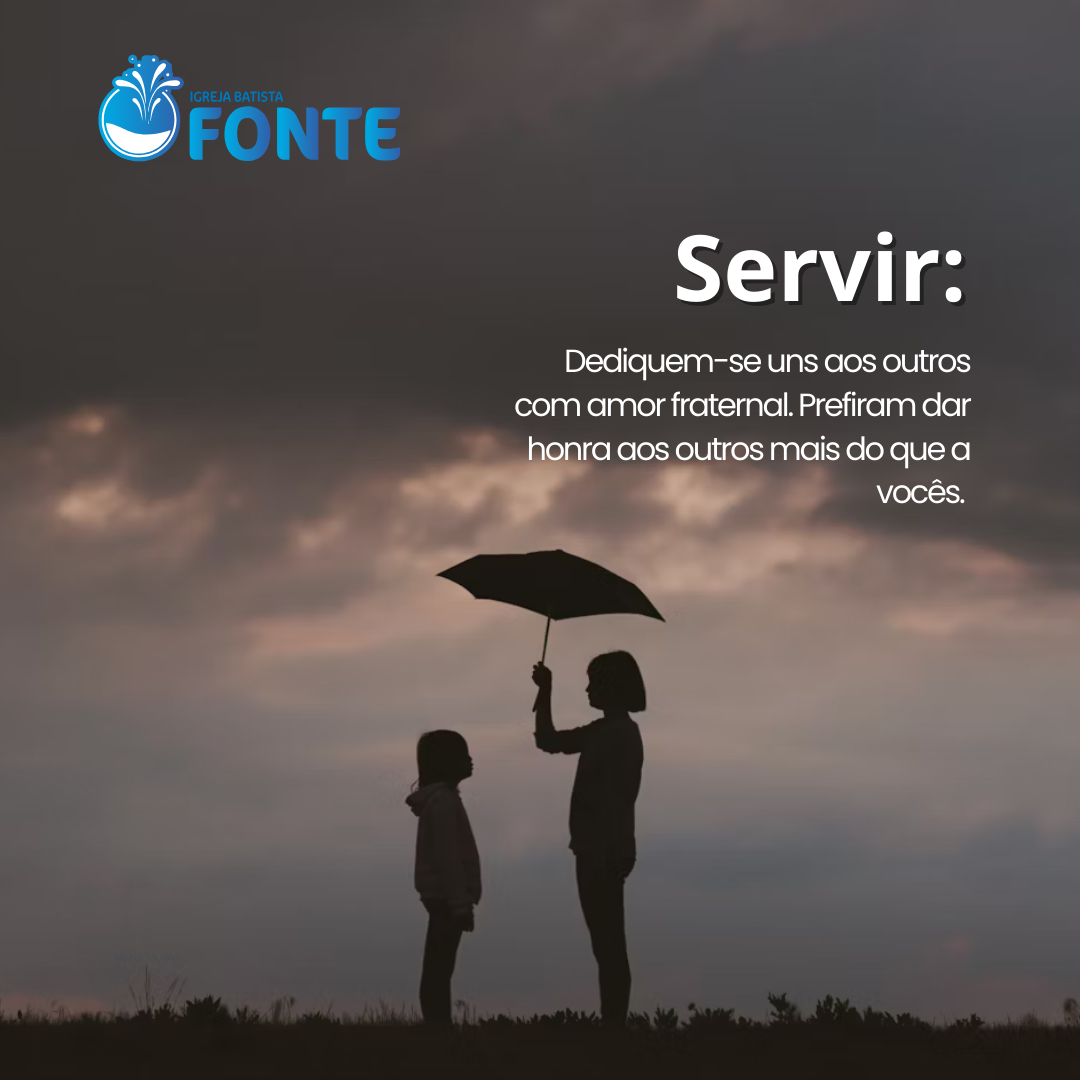 IGREJA BATISTA
FONTE
Servir:
Dediquem-se uns aos outros
com amor fraternal. Prefiram dar
honra aos outros mais do que a
vocês.